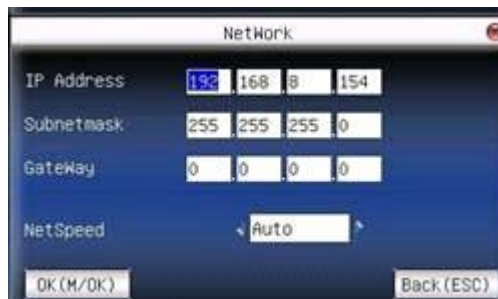 NetWork
IP Address 192 168 8 154
Subnetmask 255 255 255 0
GateWay 0 0 0 0
NetSpeed Auto
OK(M/OK) Back(ESC)